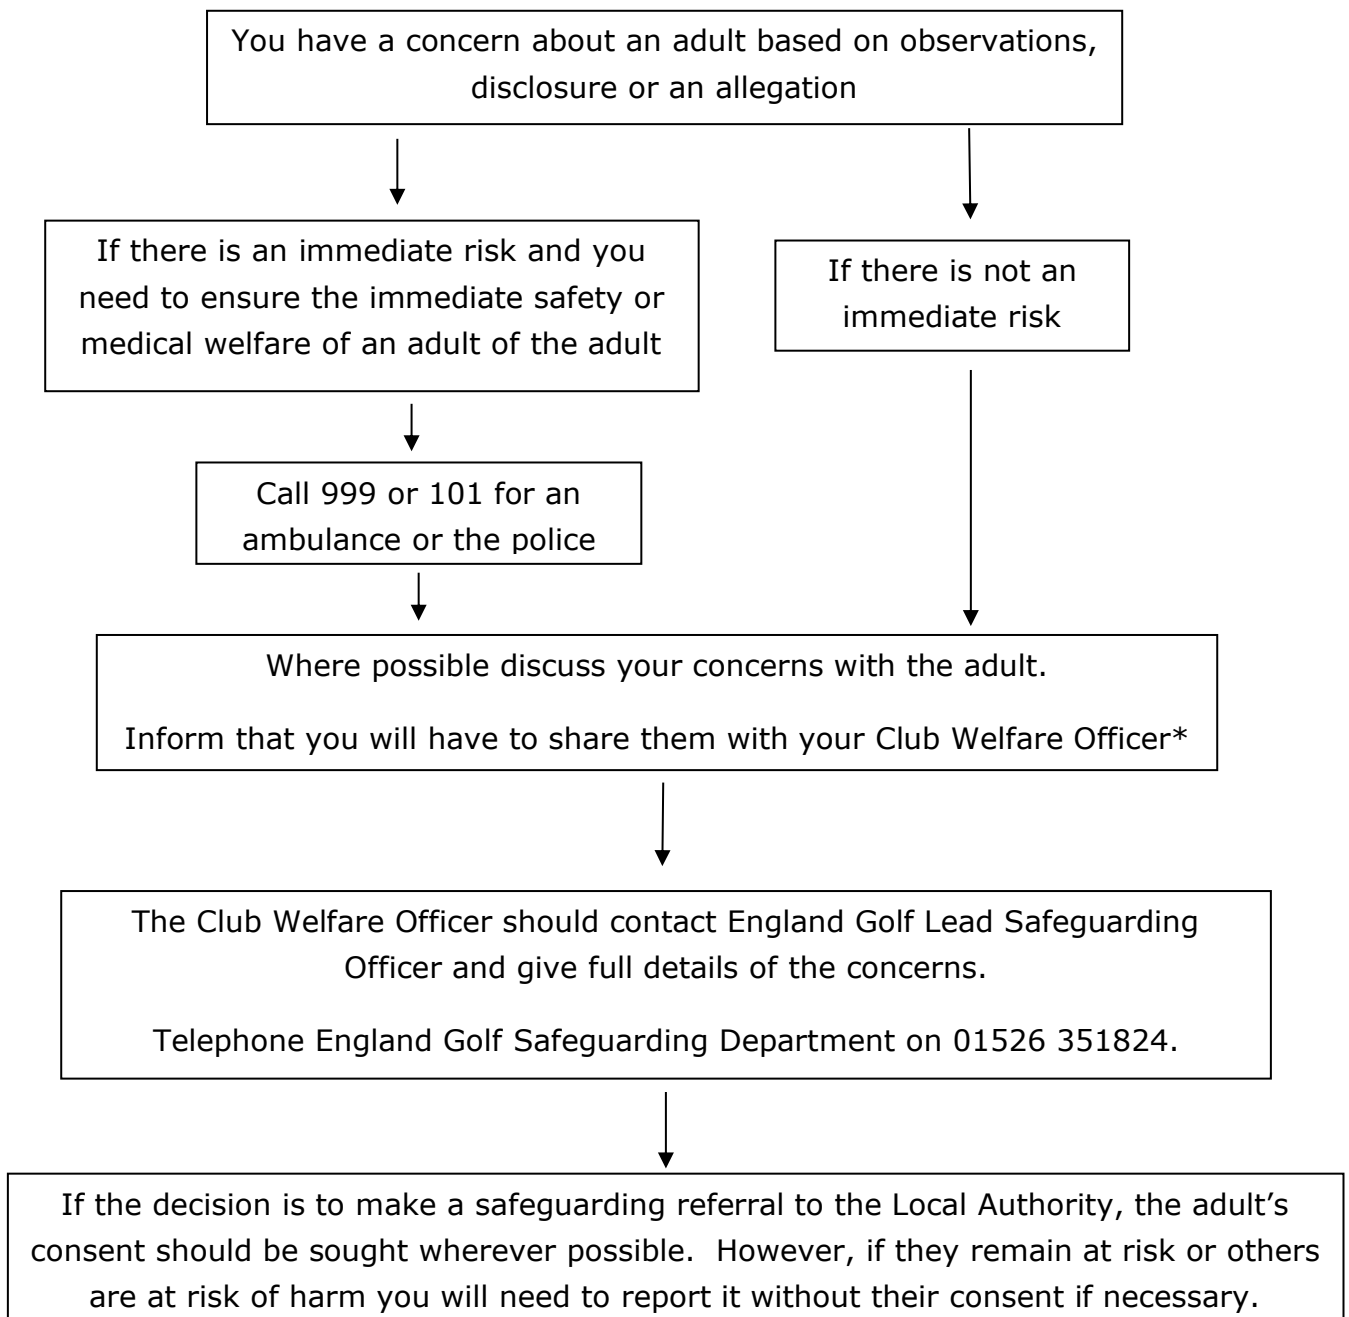 You have a concern about an adult based on observations,
disclosure or an allegation
If there is an immediate risk and you
need to ensure the immediate safety or
medical welfare of an adult of the adult
If there is not an
immediate risk
Call 999 or 101 for an
ambulance or the police
Where possible discuss your concerns with the adult.
Inform that you will have to share them with your Club Welfare Officer*
The Club Welfare Officer should contact England Golf Lead Safeguarding
Officer and give full details of the concerns.
Telephone England Golf Safeguarding Department on 01526 351824.
If the decision is to make a safeguarding referral to the Local Authority, the adult’s
consent should be sought wherever possible.  However, if they remain at risk or others
are at risk of harm you will need to report it without their consent if necessary.